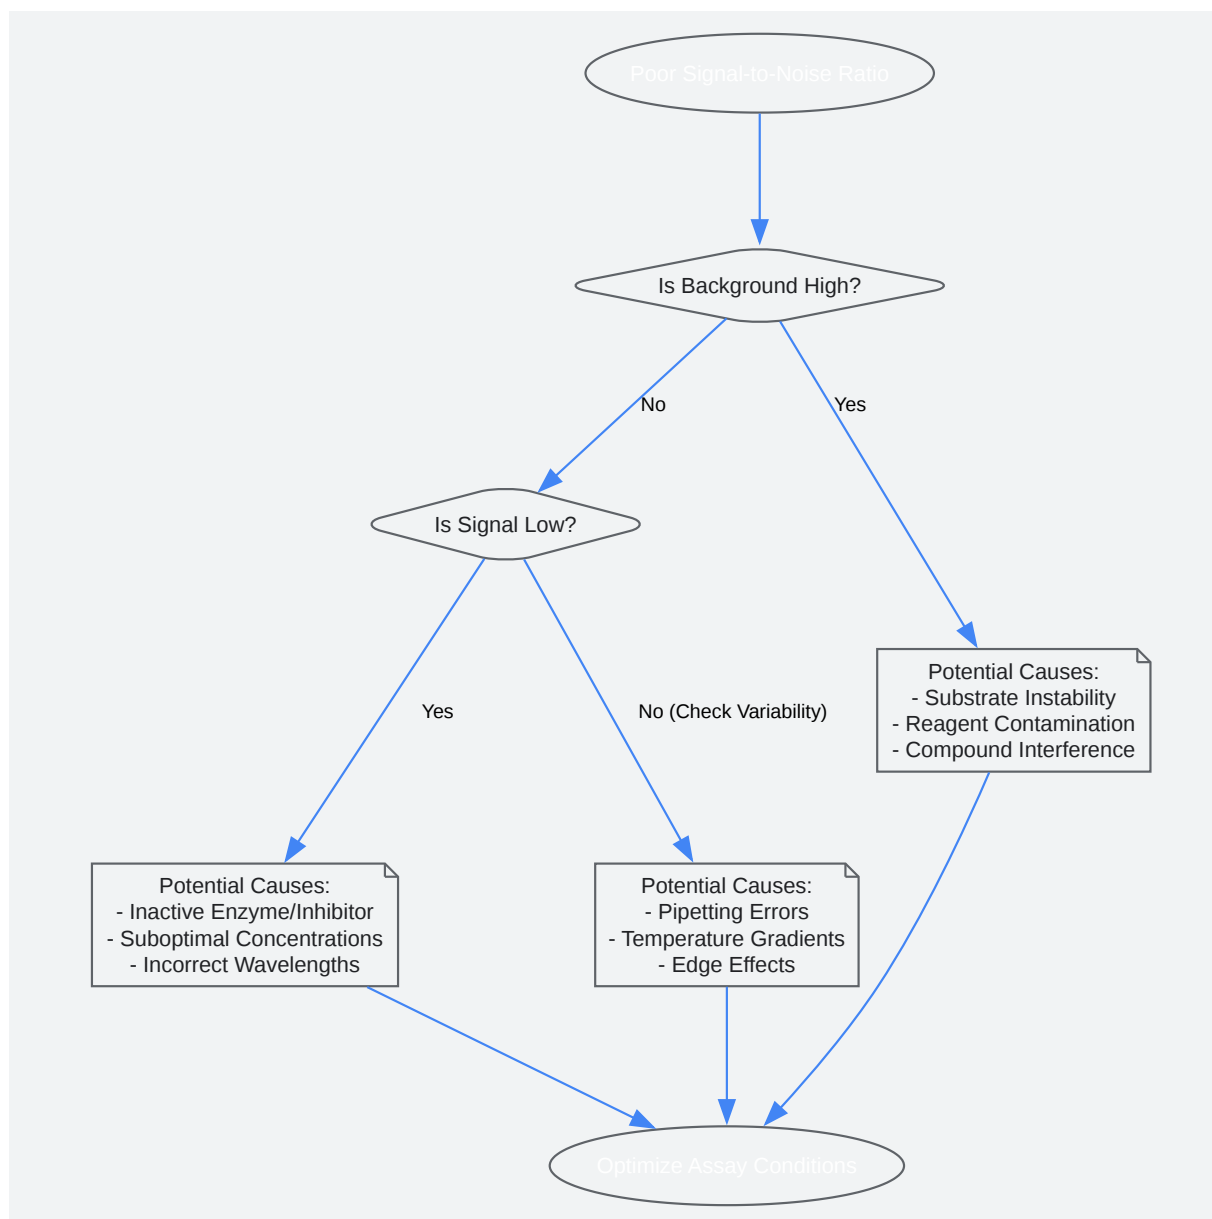 Poor Signal-to-Noise Ratio
Is Background High?
No
Yes
Is Signal Low?
Yes
No (Check Variability)
Potential Causes:
- Substrate Instability
- Reagent Contamination
- Compound Interference
Potential Causes:
- Inactive Enzyme/Inhibitor
- Suboptimal Concentrations
- Incorrect Wavelengths
Potential Causes:
- Pipetting Errors
- Temperature Gradients
- Edge Effects
Optimize Assay Conditions